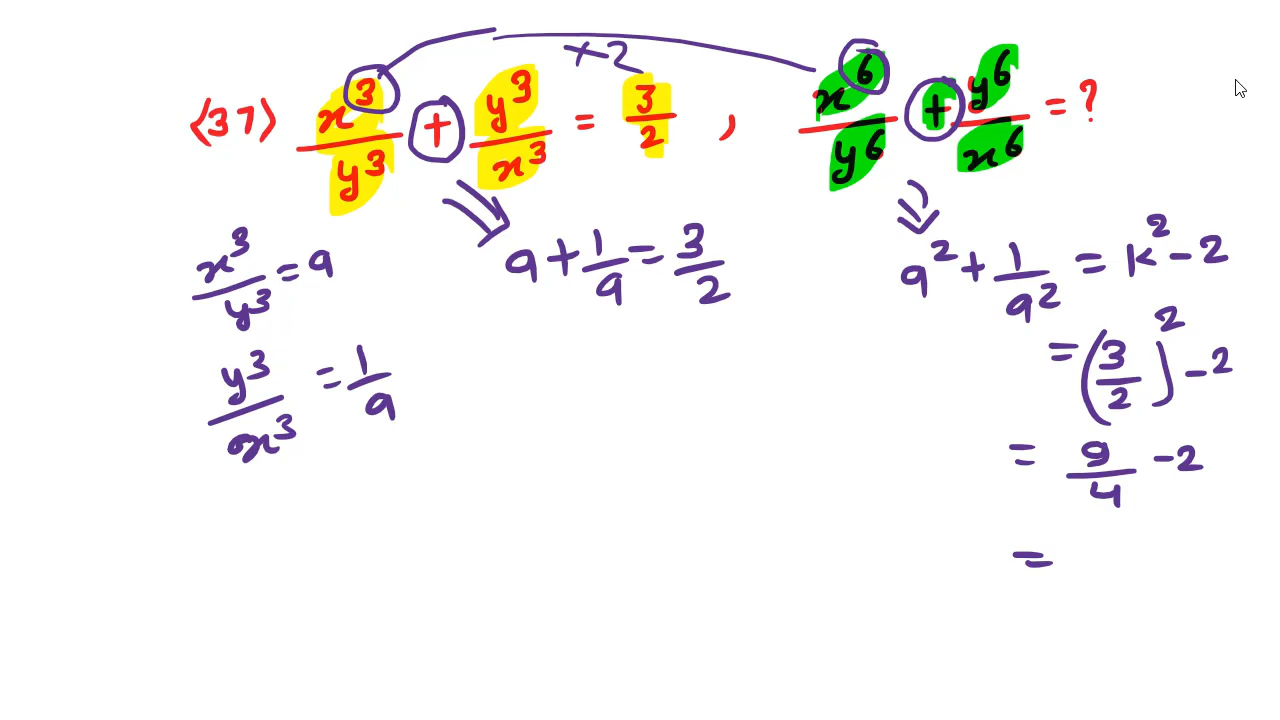 (37) x³/y³ + y³/x³ = 3/2 , x⁶/y⁶ + y⁶/x⁶ = ?
×2
x³/y³ = a
a + 1/a = 3/2
a² + 1/a² = k² - 2
y³/x³ = 1/a
= (3/2)² - 2
= 9/4 - 2
=